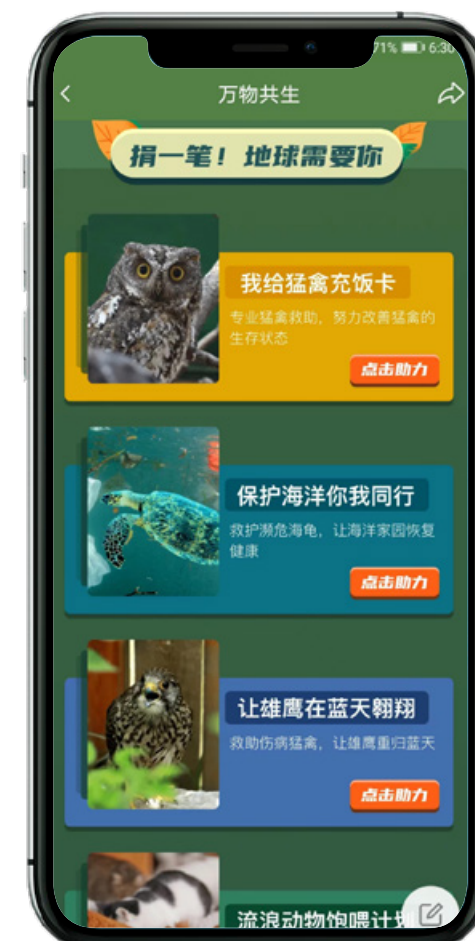 71% 6:30
万物共生
捐一笔！地球需要你
我给猛禽充饭卡
专业猛禽救助，努力改善猛禽的
生存状态
点击助力
保护海洋你我同行
救护濒危海龟，让海洋家园恢复
健康
点击助力
让雄鹰在蓝天翱翔
救助伤病猛禽，让雄鹰重归蓝天
点击助力
流浪动物饱喂计划